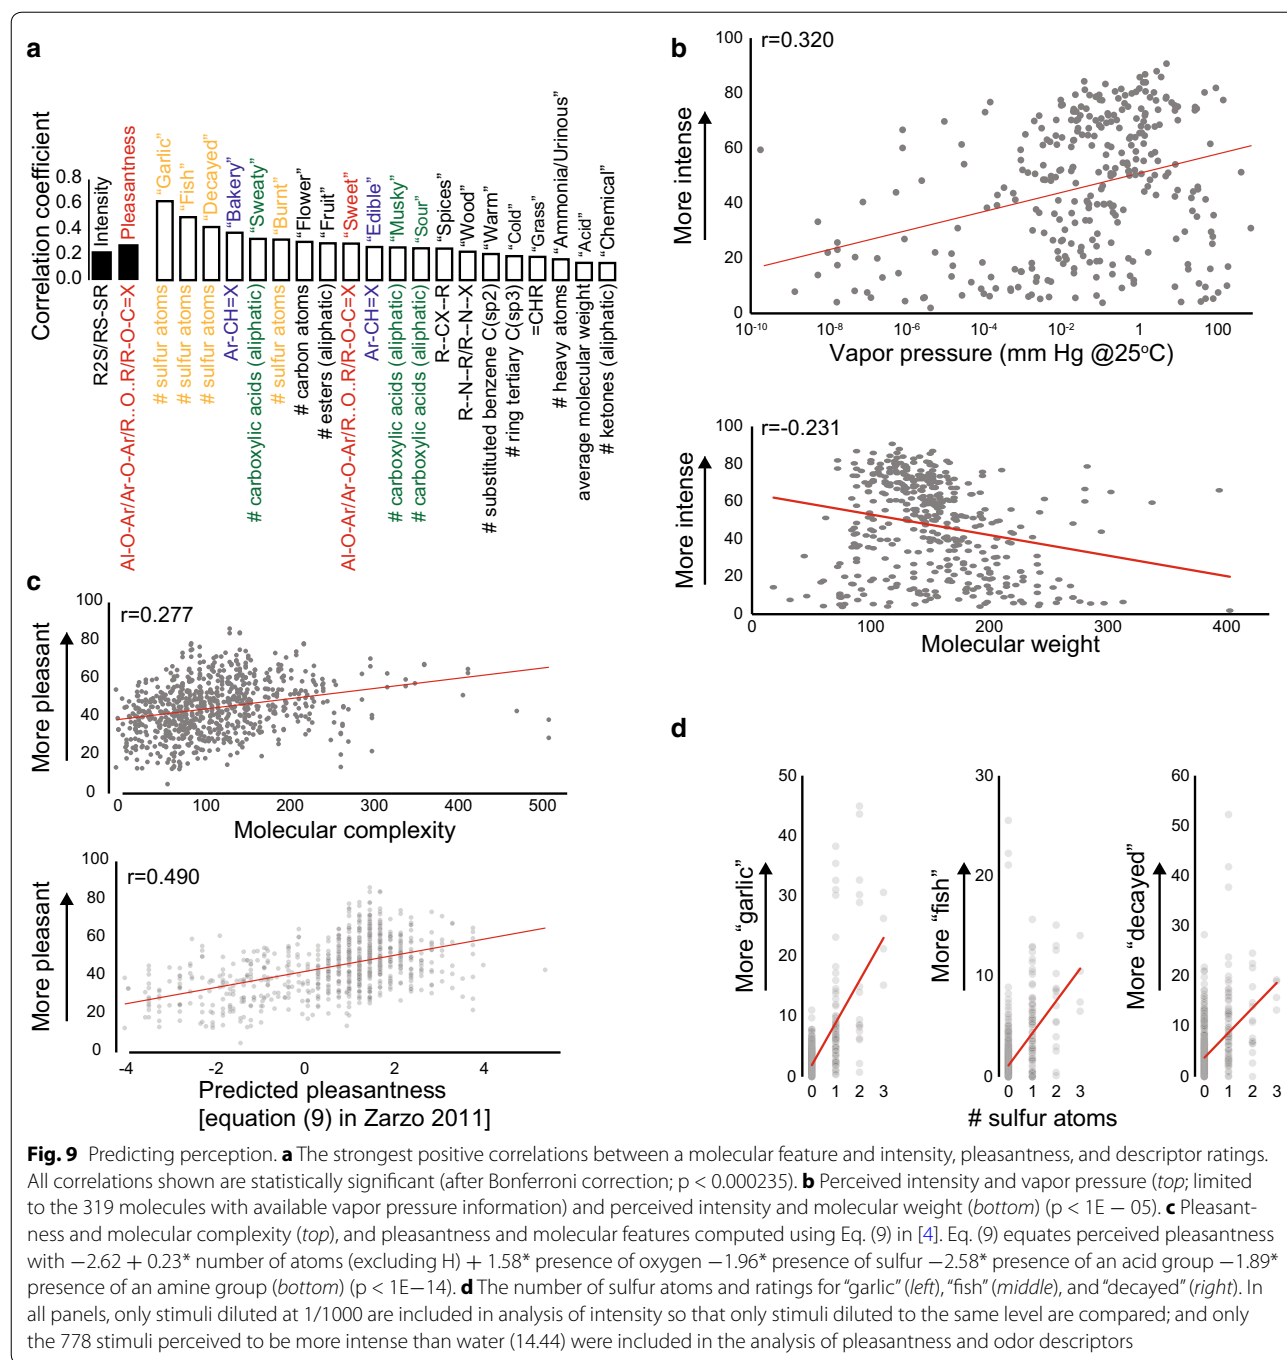 a
Correlation coefficient
0.8
0.6
0.4
0.2
0.0
Intensity
Pleasantness
"Garlic"
"Fish"
"Decayed"
"Bakery"
"Sweaty"
"Burnt"
"Flower"
"Fruit"
"Sweet"
"Edible"
"Musky"
"Sour"
"Spices"
"Wood"
"Warm"
"Cold"
"Grass"
"Ammonia/Urinous"
"Acid"
"Chemical"
R2S/RS-SR
Al-O-Ar/Ar-O-Ar/R..O..R/R-O-C=X
# sulfur atoms
# sulfur atoms
# sulfur atoms
Ar-CH=X
# carboxylic acids (aliphatic)
# sulfur atoms
# carbon atoms
# esters (aliphatic)
Al-O-Ar/Ar-O-Ar/R..O..R/R-O-C=X
Ar-CH=X
# carboxylic acids (aliphatic)
# carboxylic acids (aliphatic)
R--CX--R
R--N--R/R--N--X
# substituted benzene C(sp2)
# ring tertiary C(sp3)
=CHR
# heavy atoms
average molecular weight
# ketones (aliphatic)
b
r=0.320
More intense
100
80
60
40
20
0
10-10 10-8 10-6 10-4 10-2 1 100
Vapor pressure (mm Hg @25°C)
r=-0.231
More intense
100
80
60
40
20
0
0 100 200 300 400
Molecular weight
c
r=0.277
More pleasant
100
80
60
40
20
0
0 100 200 300 400 500
Molecular complexity
r=0.490
More pleasant
100
80
60
40
20
0
-4 -2 0 2 4
Predicted pleasantness
[equation (9) in Zarzo 2011]
d
More "garlic"
50
40
30
20
10
0
0 1 2 3
More "fish"
30
20
10
0
0 1 2 3
More "decayed"
60
50
40
30
20
10
0
0 1 2 3
# sulfur atoms
Fig. 9 Predicting perception. a The strongest positive correlations between a molecular feature and intensity, pleasantness, and descriptor ratings.
All correlations shown are statistically significant (after Bonferroni correction; p < 0.000235). b Perceived intensity and vapor pressure (top; limited
to the 319 molecules with available vapor pressure information) and perceived intensity and molecular weight (bottom) (p < 1E − 05). c Pleasant-
ness and molecular complexity (top), and pleasantness and molecular features computed using Eq. (9) in [4]. Eq. (9) equates perceived pleasantness
with −2.62 + 0.23* number of atoms (excluding H) + 1.58* presence of oxygen −1.96* presence of sulfur −2.58* presence of an acid group −1.89*
presence of an amine group (bottom) (p < 1E−14). d The number of sulfur atoms and ratings for "garlic" (left), "fish" (middle), and "decayed" (right). In
all panels, only stimuli diluted at 1/1000 are included in analysis of intensity so that only stimuli diluted to the same level are compared; and only
the 778 stimuli perceived to be more intense than water (14.44) were included in the analysis of pleasantness and odor descriptors